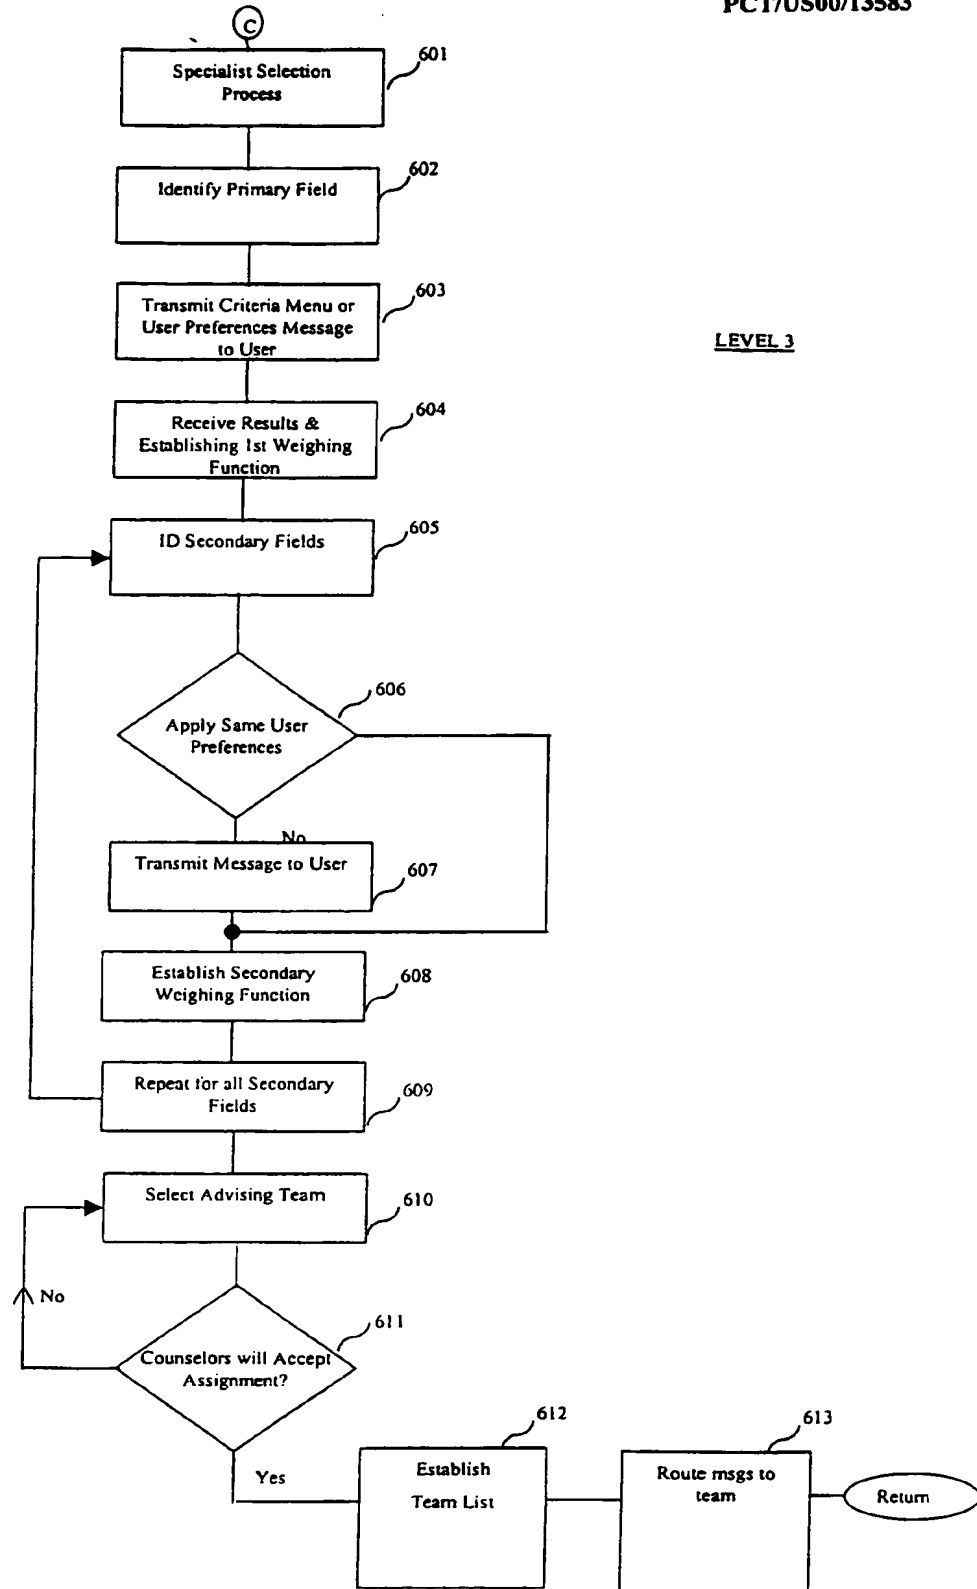 PCT/US00/13583
C
601
Specialist Selection
Process
602
Identify Primary Field
603
Transmit Criteria Menu or
User Preferences Message
to User
LEVEL 3
604
Receive Results &
Establishing 1st Weighing
Function
605
ID Secondary Fields
606
Apply Same User
Preferences
No
Transmit Message to User
607
Establish Secondary
Weighing Function
608
Repeat for all Secondary
Fields
609
Select Advising Team
610
No
611
Counselors will Accept
Assignment?
612
613
Yes
Establish
Team List
Route msgs to
team
Return